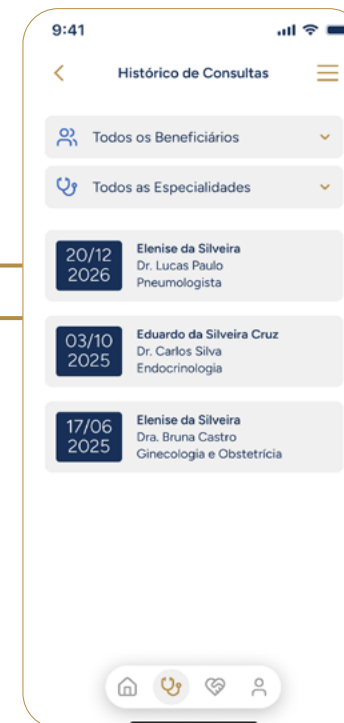 9:41
Histórico de Consultas
Todos os Beneficiários
Todos as Especialidades
20/12
2026
Elenise da Silveira
Dr. Lucas Paulo
Pneumologista
03/10
2025
Eduardo da Silveira Cruz
Dr. Carlos Silva
Endocrinologia
17/06
2025
Elenise da Silveira
Dra. Bruna Castro
Ginecologia e Obstetrícia